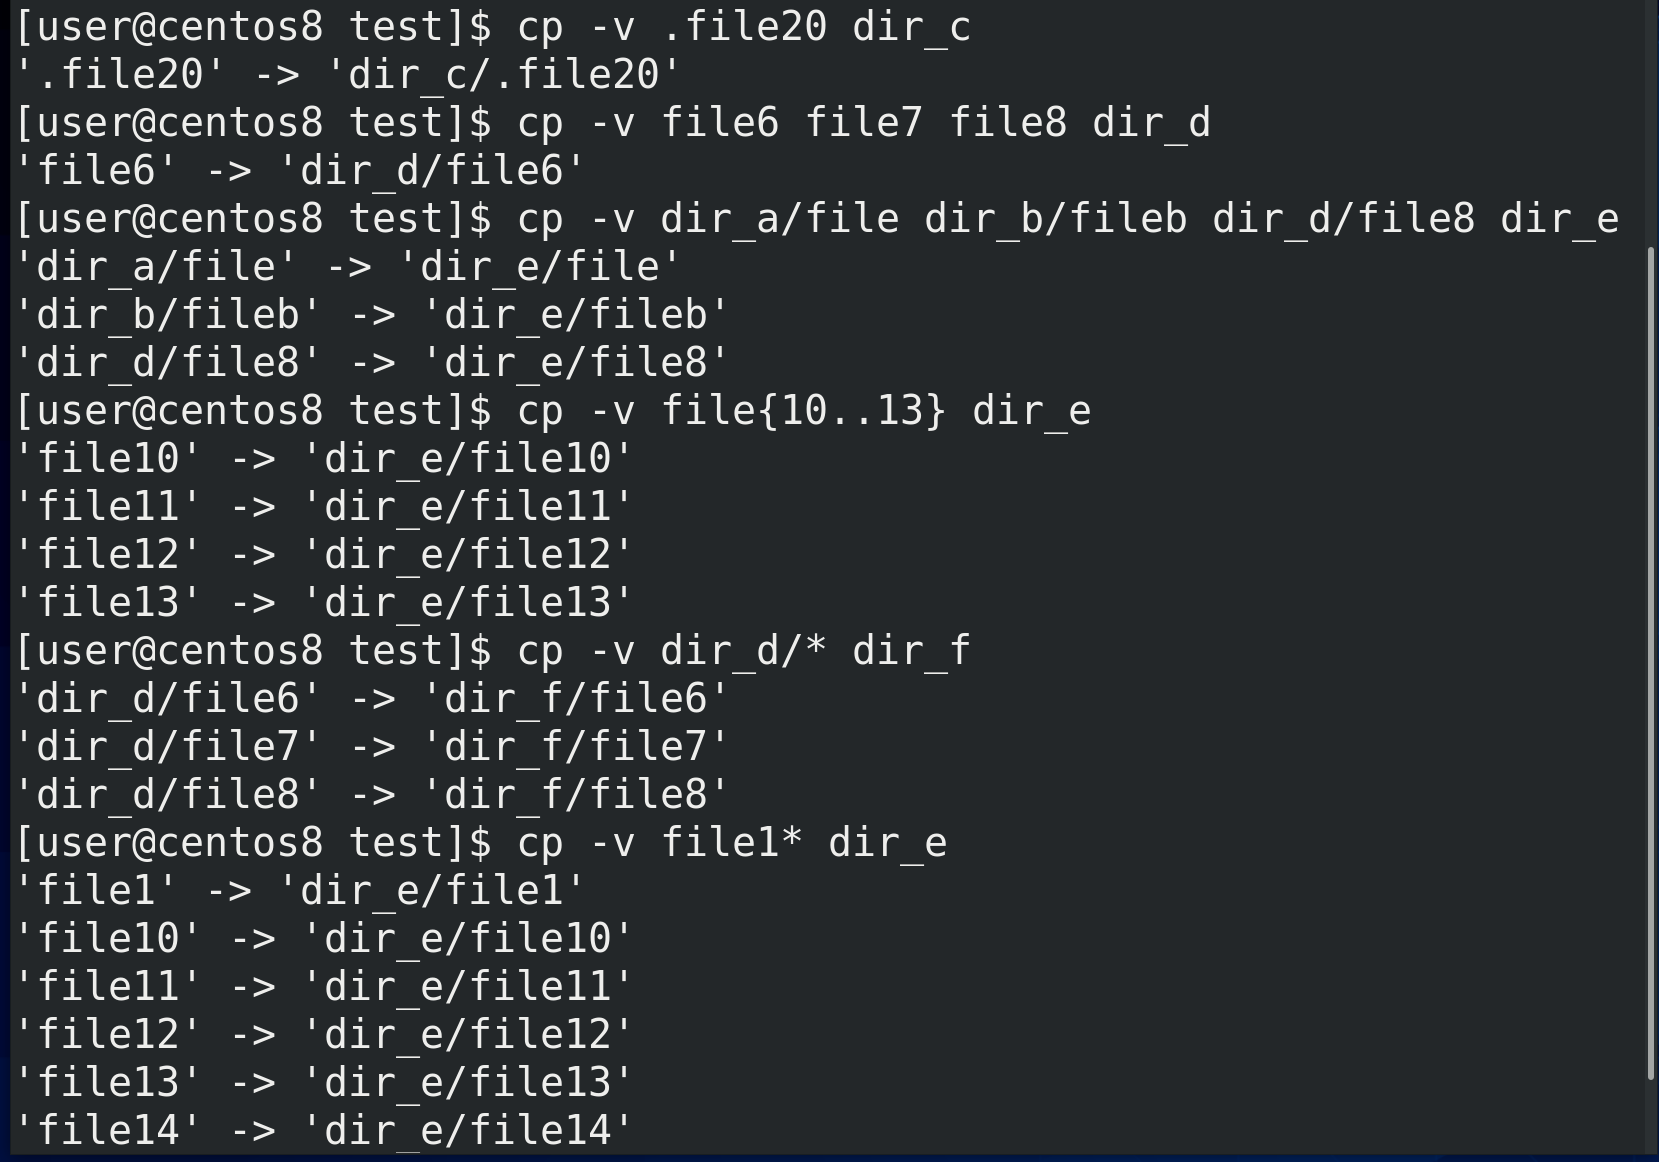 [user@centos8 test]$ cp -v .file20 dir_c
'.file20' -> 'dir_c/.file20'
[user@centos8 test]$ cp -v file6 file7 file8 dir_d
'file6' -> 'dir_d/file6'
[user@centos8 test]$ cp -v dir_a/file dir_b/fileb dir_d/file8 dir_e
'dir_a/file' -> 'dir_e/file'
'dir_b/fileb' -> 'dir_e/fileb'
'dir_d/file8' -> 'dir_e/file8'
[user@centos8 test]$ cp -v file{10..13} dir_e
'file10' -> 'dir_e/file10'
'file11' -> 'dir_e/file11'
'file12' -> 'dir_e/file12'
'file13' -> 'dir_e/file13'
[user@centos8 test]$ cp -v dir_d/* dir_f
'dir_d/file6' -> 'dir_f/file6'
'dir_d/file7' -> 'dir_f/file7'
'dir_d/file8' -> 'dir_f/file8'
[user@centos8 test]$ cp -v file1* dir_e
'file1' -> 'dir_e/file1'
'file10' -> 'dir_e/file10'
'file11' -> 'dir_e/file11'
'file12' -> 'dir_e/file12'
'file13' -> 'dir_e/file13'
'file14' -> 'dir_e/file14'